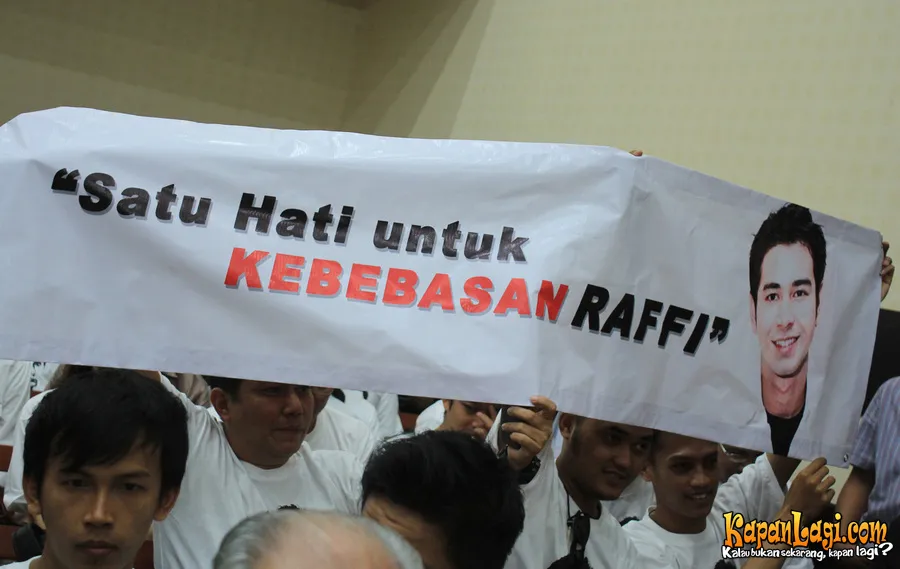 “Satu Hati untuk
KEBEBASAN RAFFI”
KAPANLAGI.com
Kalau bukan sekarang, kapan lagi?